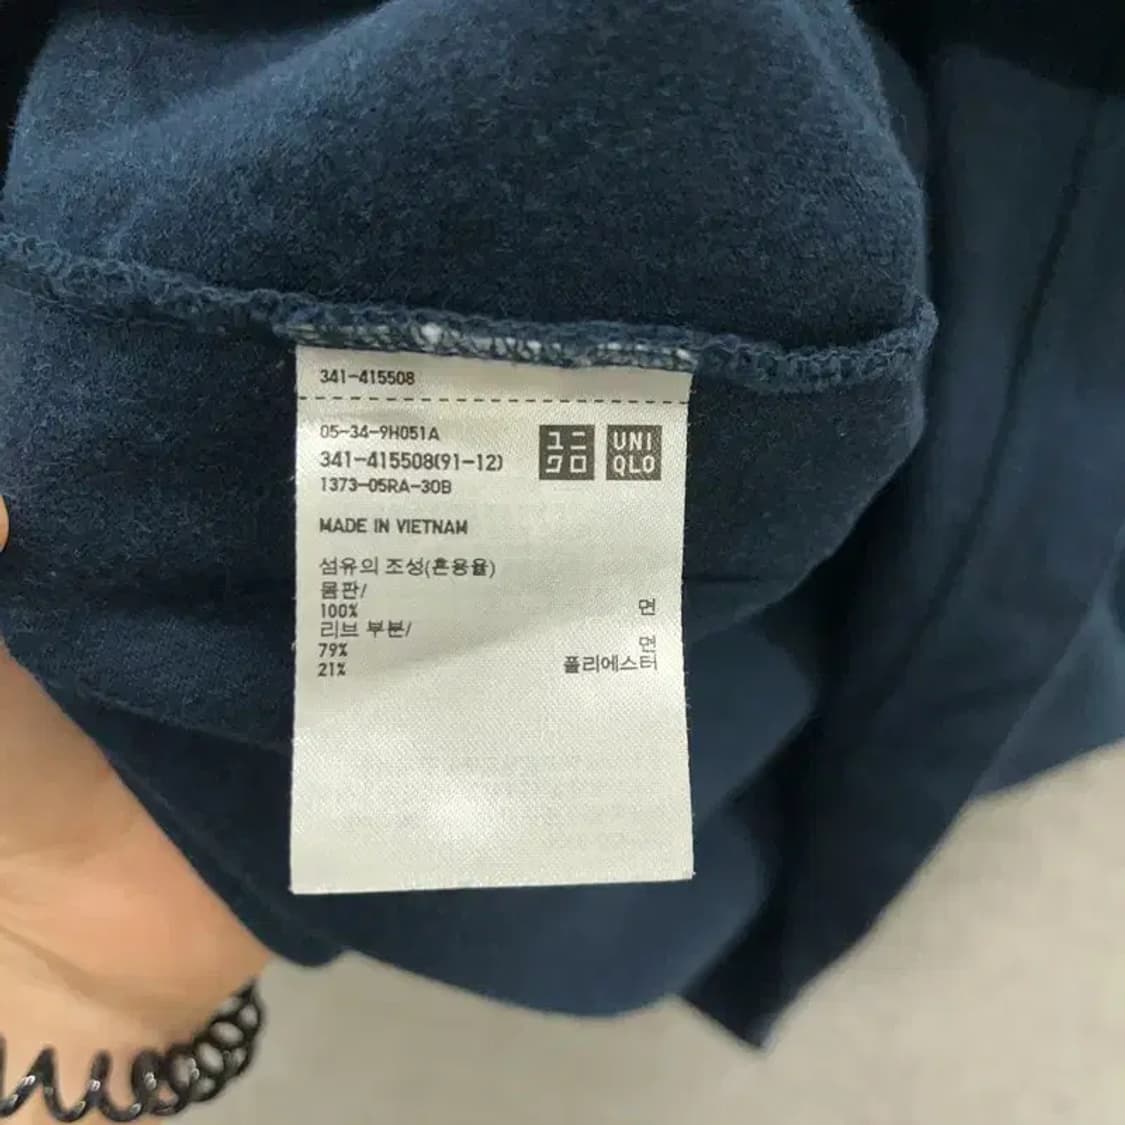 341-415508
05-34-9H051A
341-415508(91-12)
1373-05RA-30B
ユニ
クロ
UNI
QLO
MADE IN VIETNAM
섬유의 조성(혼용율)
몸판/
100% 면
리브 부분/
79% 면
21% 폴리에스터